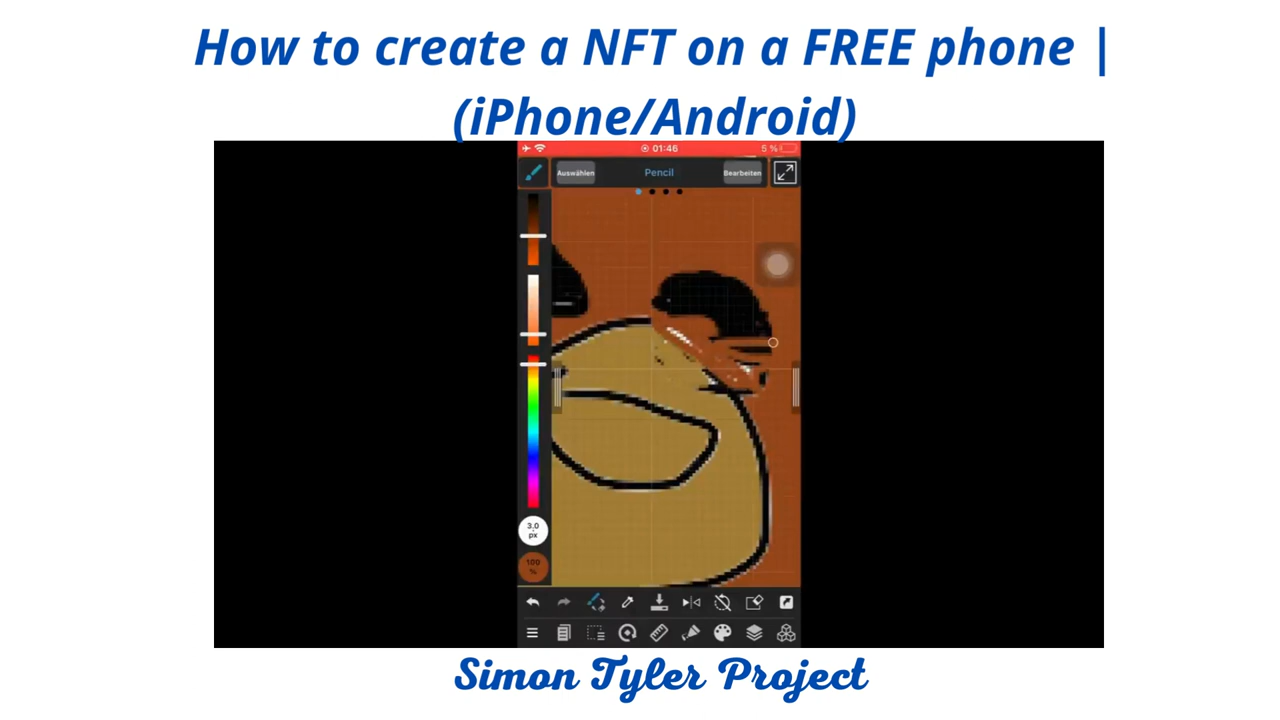 How to create a NFT on a FREE phone |
(iPhone/Android)
01:46
5 %
Auswählen
Pencil
Bearbeiten
3.0
px
100
%
Simon Tyler Project